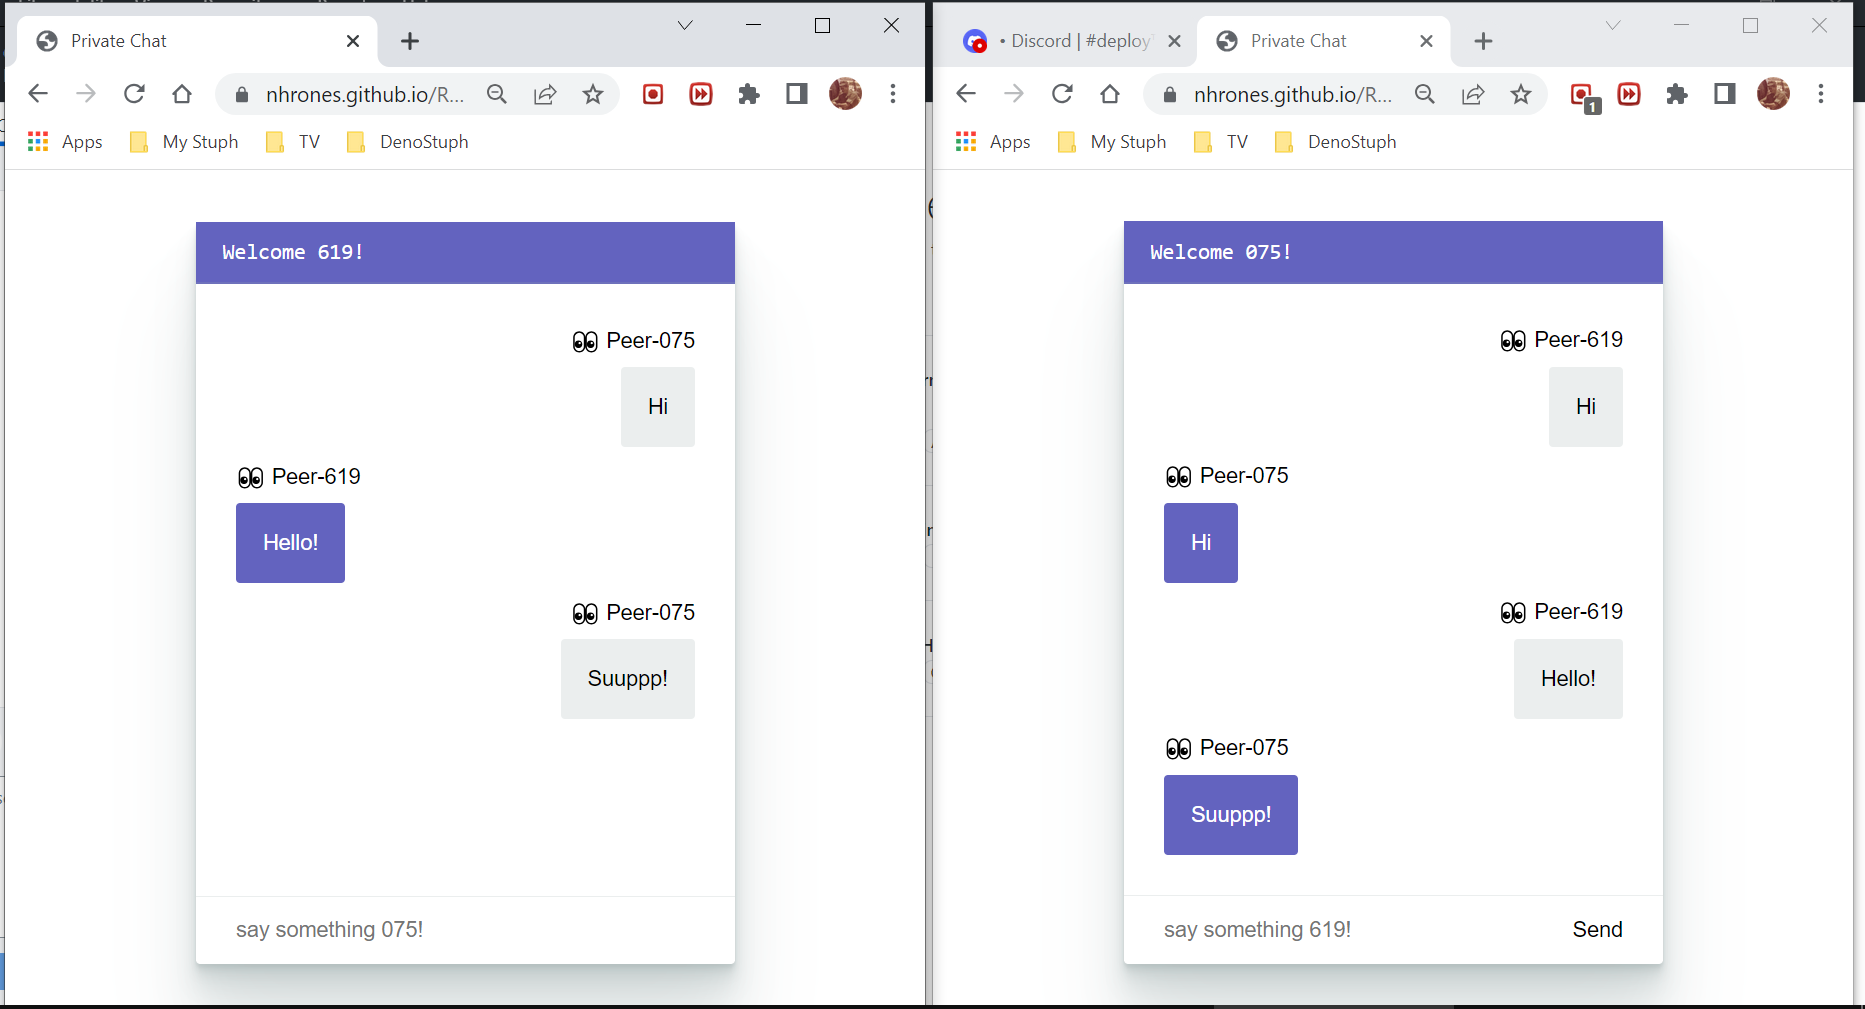 Private Chat
nhrones.github.io/R...
Apps
My Stuph
TV
DenoStuph
Welcome 619!
👀 Peer-075
Hi
👀 Peer-619
Hello!
👀 Peer-075
Suuppp!
say something 075!
• Discord | #deploy
Private Chat
nhrones.github.io/R...
1
Apps
My Stuph
TV
DenoStuph
Welcome 075!
👀 Peer-619
Hi
👀 Peer-075
Hi
👀 Peer-619
Hello!
👀 Peer-075
Suuppp!
say something 619!
Send